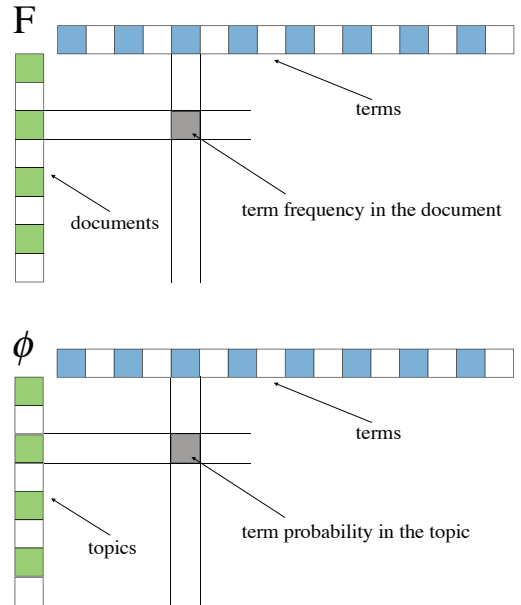 F
terms
term frequency in the document
documents
ϕ
terms
term probability in the topic
topics